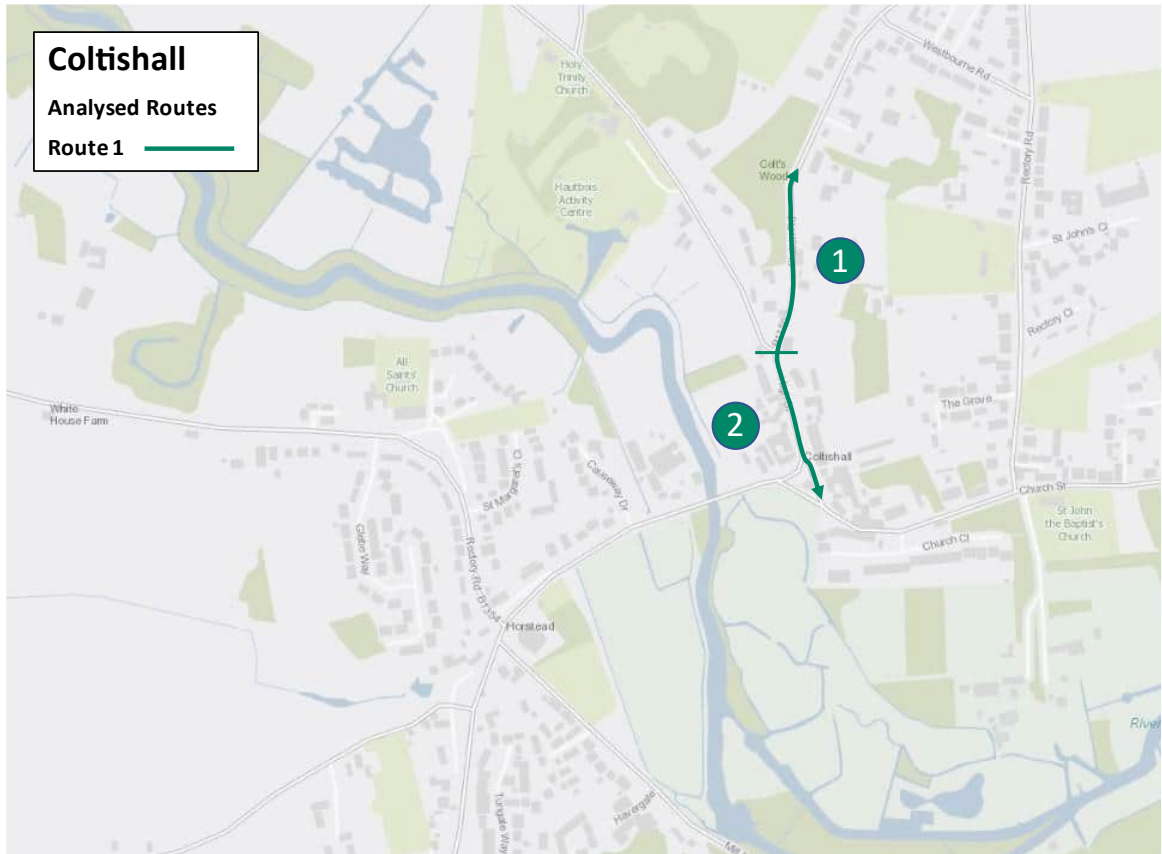 Coltishall
Analysed Routes
Route 1
Holy
Trinity
Church
Westbourne Rd
Rectory Rd
Colt's
Wood
Hautbois
Activity
Centre
St John's Cl
1
Rectory Cl
All
Saints'
Church
White
House Farm
The Grove
2
Coltishall
St Margaret's Cl
Causeway Dr
Church St
St John
the Baptist's
Church
Church Cl
Glebe Way
Rectory Rd - B1354
Horstead
River
Tungate Way
Havergate